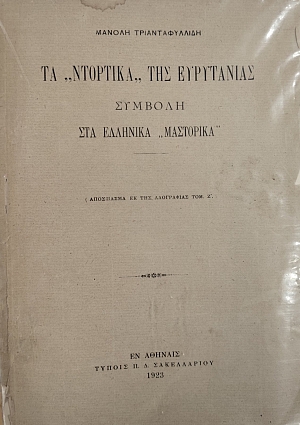 ΜΑΝΟΛΗ ΤΡΙΑΝΤΑΦΥΛΛΙΔΗ
ΤΑ „ΝΤΟΡΤΙΚΑ„ ΤΗΣ ΕΥΡΥΤΑΝΙΑΣ
ΣΥΜΒΟΛΗ
ΣΤΑ ΕΛΛΗΝΙΚΑ „ΜΑΣΤΟΡΙΚΑ"
( ΑΠΟΣΠΑΣΜΑ ΕΚ ΤΗΣ ΛΑΟΓΡΑΦΙΑΣ ΤΟΜ. Ζ'.
ΕΝ ΑΘΗΝΑΙΣ
ΤΥΠΟΙΣ Π. Δ. ΣΑΚΕΛΛΑΡΙΟΥ
1923